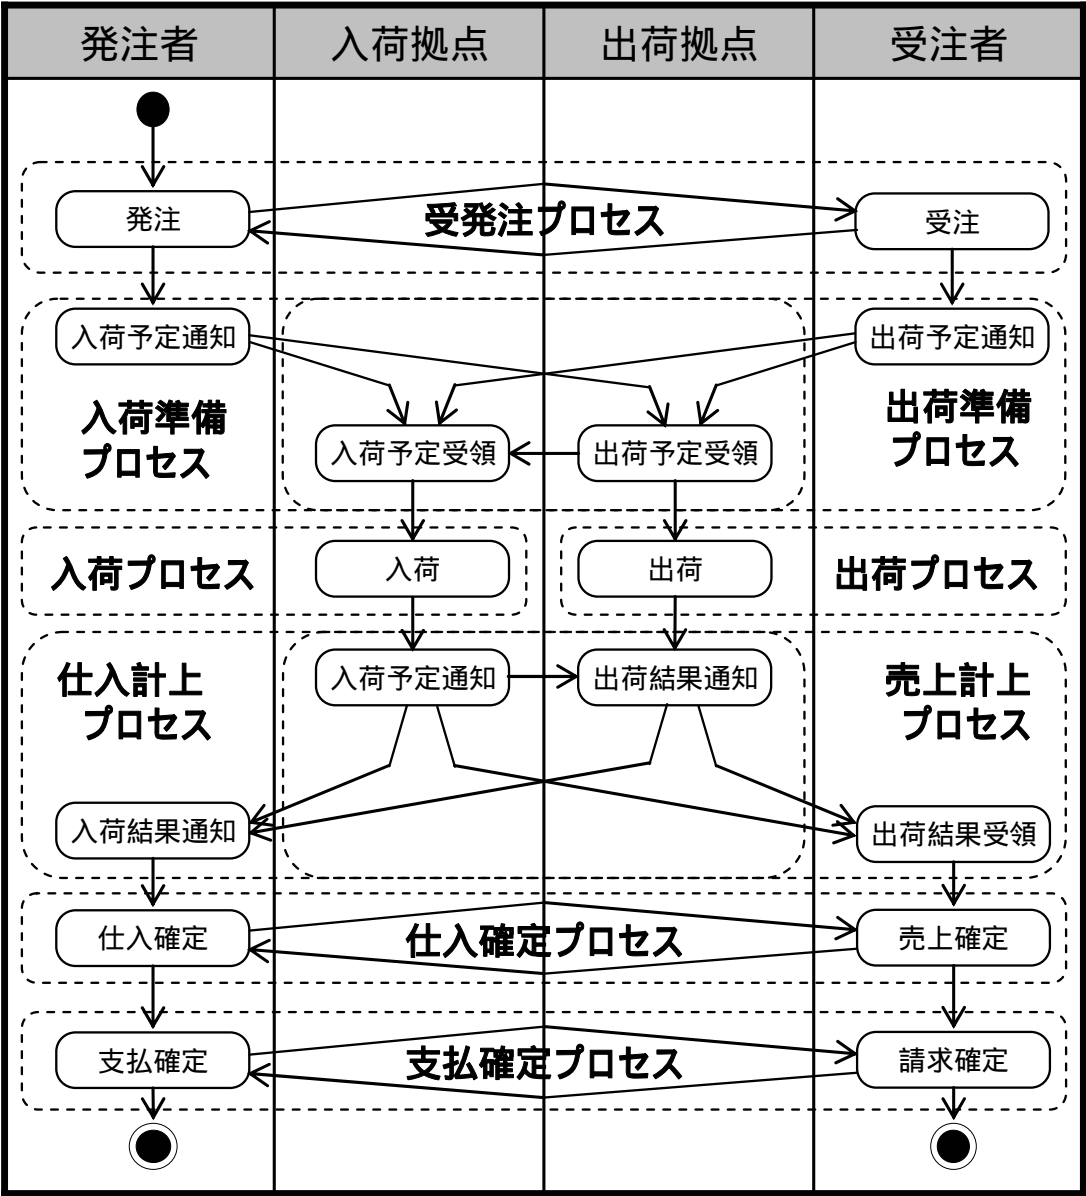 発注者
入荷拠点
出荷拠点
受注者
発注
受発注プロセス
受注
入荷予定通知
出荷予定通知
入荷準備
プロセス
出荷準備
プロセス
入荷予定受領
出荷予定受領
入荷プロセス
入荷
出荷
出荷プロセス
仕入計上
プロセス
入荷予定通知
出荷結果通知
売上計上
プロセス
入荷結果通知
出荷結果受領
仕入確定
仕入確定プロセス
売上確定
支払確定
支払確定プロセス
請求確定